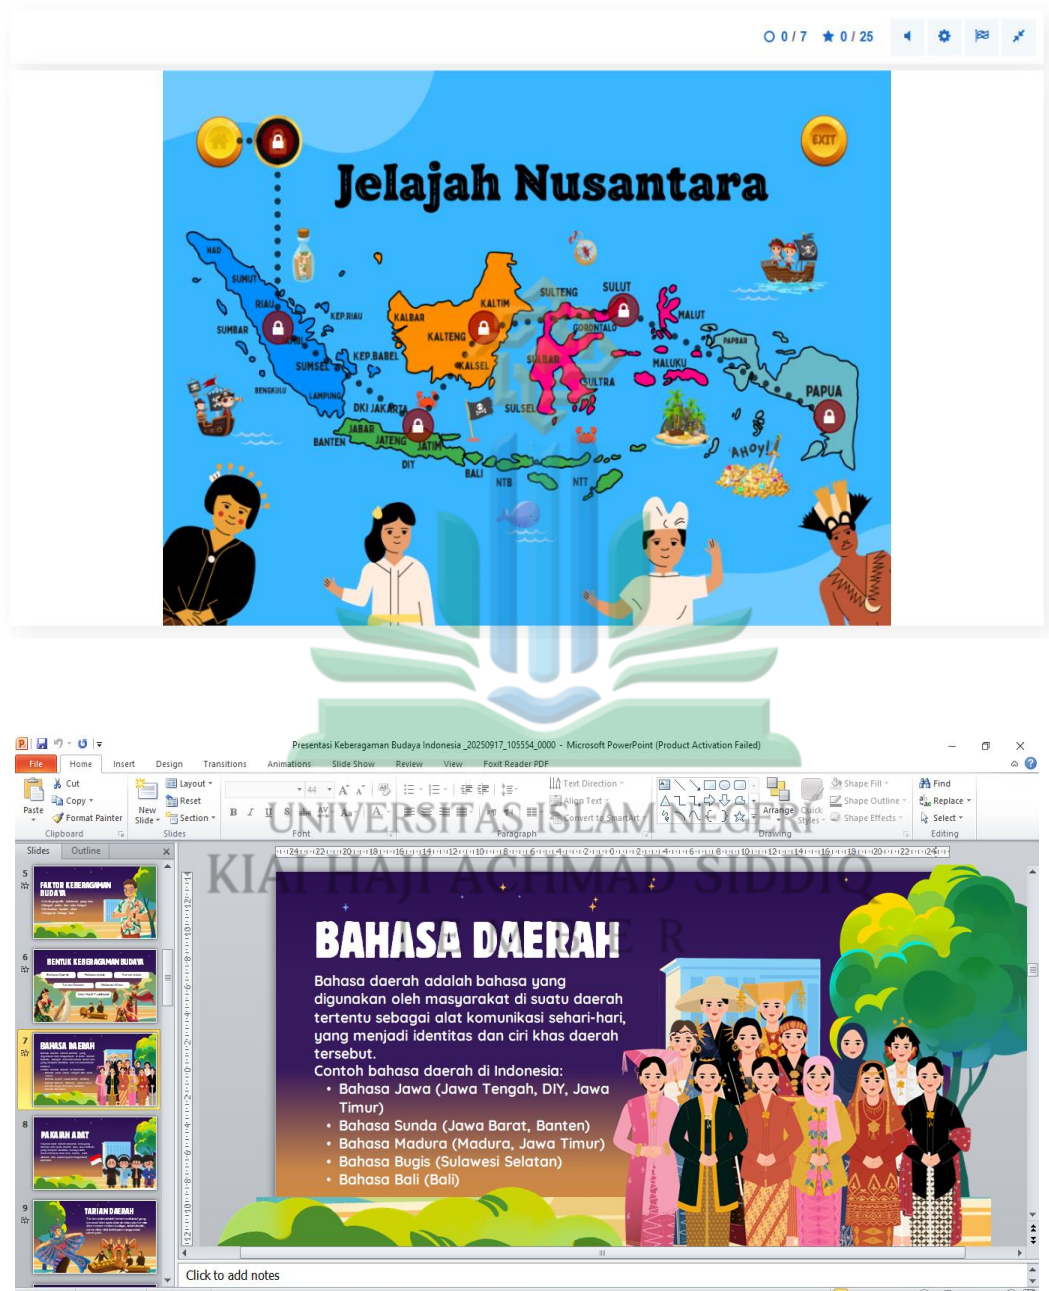 0 / 7 0 / 25
EXIT
Jelajah Nusantara
NAD
SUMUT
RIAU
KEP.RIAU
SUMBAR
SUMSEL
KEP.BABEL
BENGKULU
LAMPUNG
KALBAR
KALTIM
KALTENG
KALSEL
SULTENG
SULUT
GORONTALO
SULBAR
SULTRA
SULSEL
MALUT
MALUKU
PAPBAR
PAPUA
DKI JAKARTA
BANTEN
JABAR
JATENG
JATIM
DIY
BALI
NTB
NTT
AHOY!
Presentasi Keberagaman Budaya Indonesia _20250917_105554_0000 - Microsoft PowerPoint (Product Activation Failed)
File Home Insert Design Transitions Animations Slide Show Review View Foxit Reader PDF
Paste
Cut
Copy
Format Painter
Clipboard
New
Slide
Layout
Reset
Section
Slides
44
Font
Text Direction
Align Text
Convert to SmartArt
Paragraph
Arrange
Quick
Styles
Shape Fill
Shape Outline
Shape Effects
Drawing
Find
Replace
Select
Editing
UNIVERSITAS ISLAM NEGERI
KIAI HAJI ACHMAD SIDDIQ
JEMBER
Slides Outline
5
FAKTOR KEBERAGAMAN
BUDAYA
6
BENTUK KEBERAGAMAN BUDAYA
7
BAHASA DAERAH
8
PAKAIAN ADAT
9
TARIAN DAERAH
BAHASA DAERAH
Bahasa daerah adalah bahasa yang
digunakan oleh masyarakat di suatu daerah
tertentu sebagai alat komunikasi sehari-hari,
yang menjadi identitas dan ciri khas daerah
tersebut.
Contoh bahasa daerah di Indonesia:
• Bahasa Jawa (Jawa Tengah, DIY, Jawa
Timur)
• Bahasa Sunda (Jawa Barat, Banten)
• Bahasa Madura (Madura, Jawa Timur)
• Bahasa Bugis (Sulawesi Selatan)
• Bahasa Bali (Bali)
Click to add notes